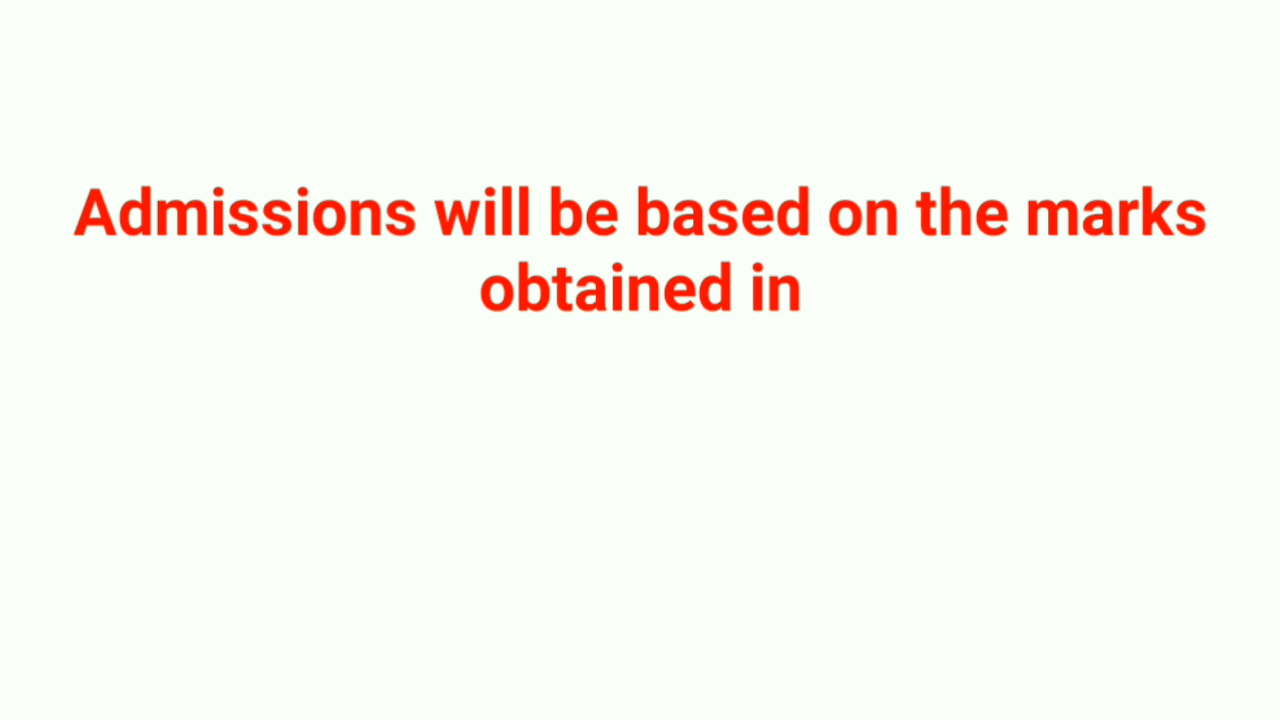 Admissions will be based on the marks
obtained in